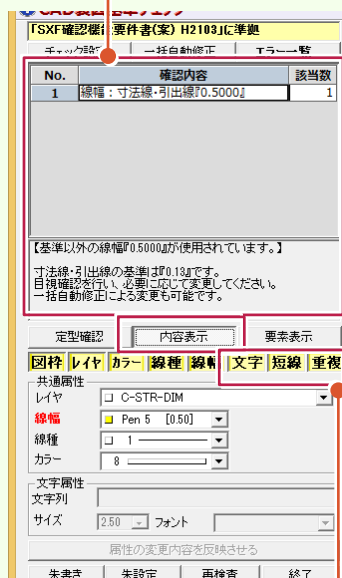 「SXF確認機能要件書(案) H2103」に準拠
チェック設定 一括自動修正 エラー一覧
No. 確認内容 該当数
1 線幅：寸法線・引出線『0.5000』 1
【基準以外の線幅『0.5000』が使用されています。】
寸法線・引出線の基準は『0.13』です。
目視確認を行い、必要に応じて変更してください。
一括自動修正による変更も可能です。
定型確認 内容表示 要素表示
図枠 レイヤ カラー 線種 線幅 文字 短線 重複
共通属性
レイヤ C-STR-DIM
線幅 Pen 5 [0.50]
線種 1
カラー 8
文字属性
文字列
サイズ 2.50 フォント
属性の変更内容を反映させる
朱書き 朱設定 再検査 終了